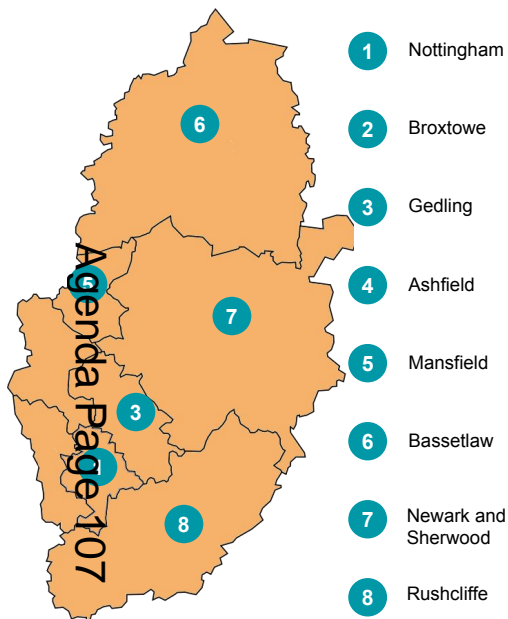 1 Nottingham
2 Broxtowe
3 Gedling
4 Ashfield
5 Mansfield
6 Bassetlaw
7 Newark and
Sherwood
8 Rushcliffe
6
5
7
3
8
Agenda Page 107